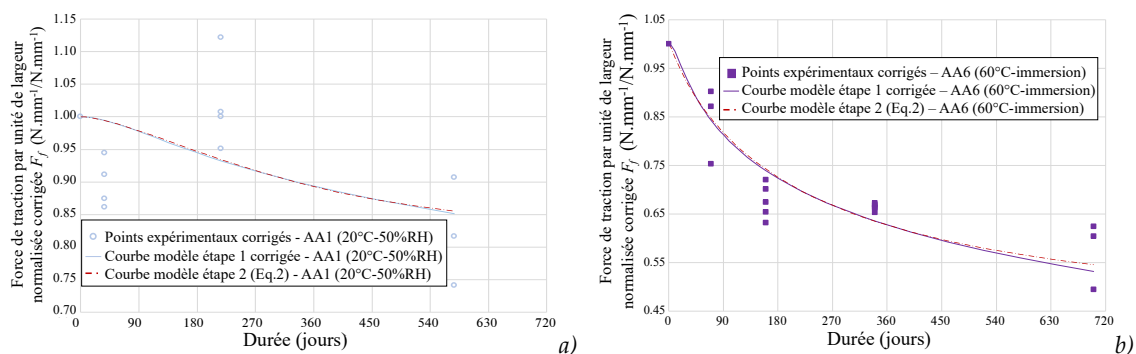 Force de traction par unité de largeur
normalisée corrigée F_f (N.mm⁻¹/N.mm⁻¹)
1.15
1.10
1.05
1.00
0.95
0.90
0.85
0.80
0.75
0.70
Points expérimentaux corrigés - AA1 (20°C-50%RH)
Courbe modèle étape 1 corrigée - AA1 (20°C-50%RH)
Courbe modèle étape 2 (Eq.2) - AA1 (20°C-50%RH)
0 90 180 270 360 450 540 630 720
Durée (jours)
a)
Force de traction par unité de largeur
normalisée corrigée F_f (N.mm⁻¹/N.mm⁻¹)
1.05
0.95
0.85
0.75
0.65
0.55
0.45
Points expérimentaux corrigés – AA6 (60°C-immersion)
Courbe modèle étape 1 corrigée – AA6 (60°C-immersion)
Courbe modèle étape 2 (Eq.2) – AA6 (60°C-immersion)
0 90 180 270 360 450 540 630 720
Durée (jours)
b)